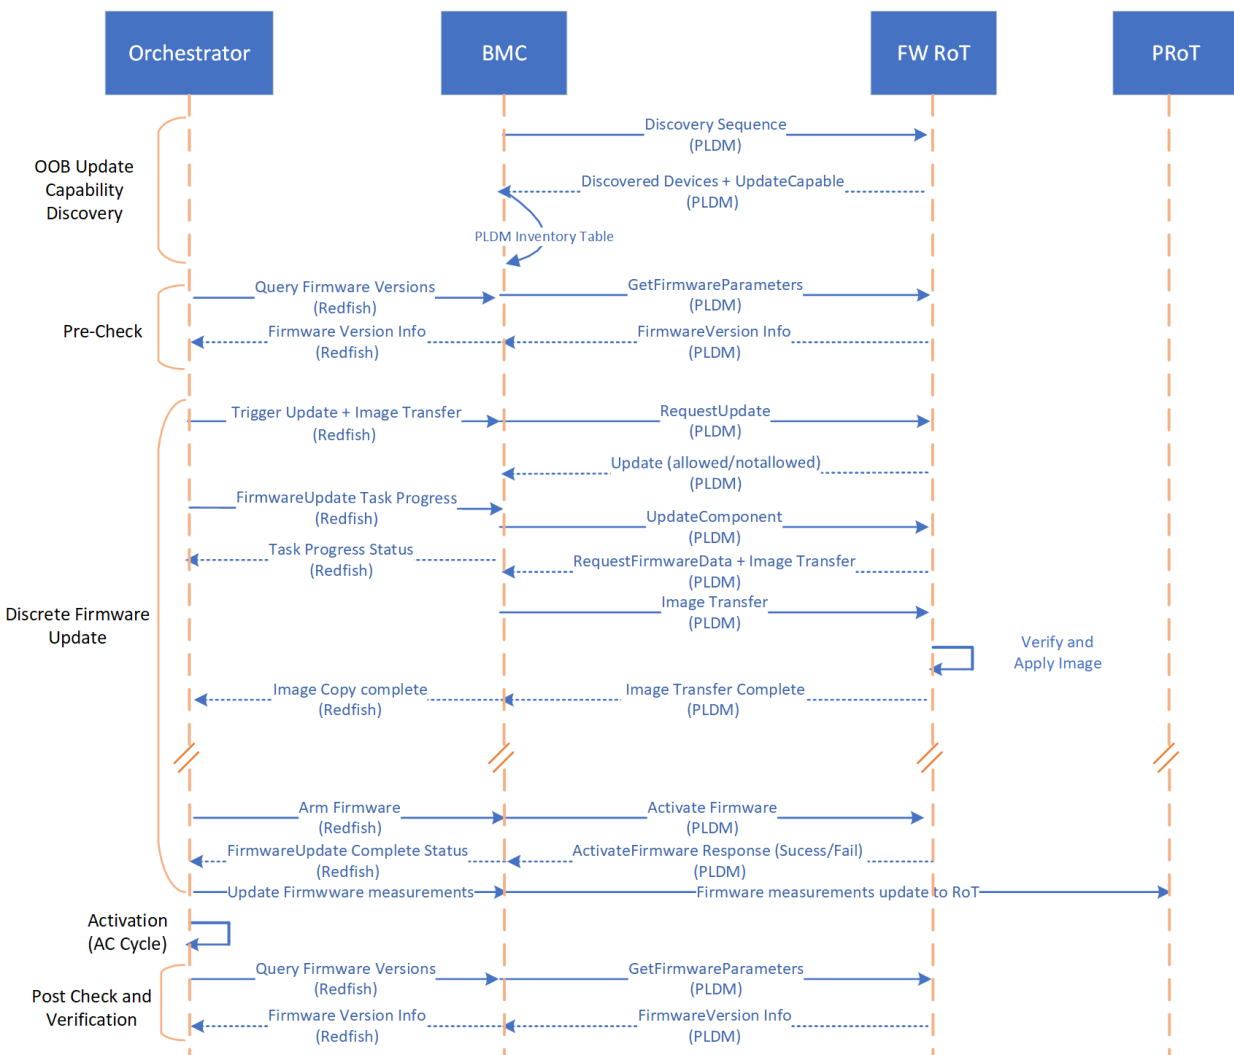 Orchestrator
BMC
FW RoT
PRoT
OOB Update
Capability
Discovery
Discovery Sequence
(PLDM)
Discovered Devices + UpdateCapable
(PLDM)
PLDM Inventory Table
Pre-Check
Query Firmware Versions
(Redfish)
GetFirmwareParameters
(PLDM)
Firmware Version Info
(Redfish)
FirmwareVersion Info
(PLDM)
Discrete Firmware
Update
Trigger Update + Image Transfer
(Redfish)
RequestUpdate
(PLDM)
Update (allowed/notallowed)
(PLDM)
FirmwareUpdate Task Progress
(Redfish)
UpdateComponent
(PLDM)
Task Progress Status
(Redfish)
RequestFirmwareData + Image Transfer
(PLDM)
Image Transfer
(PLDM)
Verify and
Apply Image
Image Copy complete
(Redfish)
Image Transfer Complete
(PLDM)
Arm Firmware
(Redfish)
Activate Firmware
(PLDM)
FirmwareUpdate Complete Status
(Redfish)
ActivateFirmware Response (Sucess/Fail)
(PLDM)
Update Firmwware measurements
Firmware measurements update to RoT
Activation
(AC Cycle)
Post Check and
Verification
Query Firmware Versions
(Redfish)
GetFirmwareParameters
(PLDM)
Firmware Version Info
(Redfish)
FirmwareVersion Info
(PLDM)